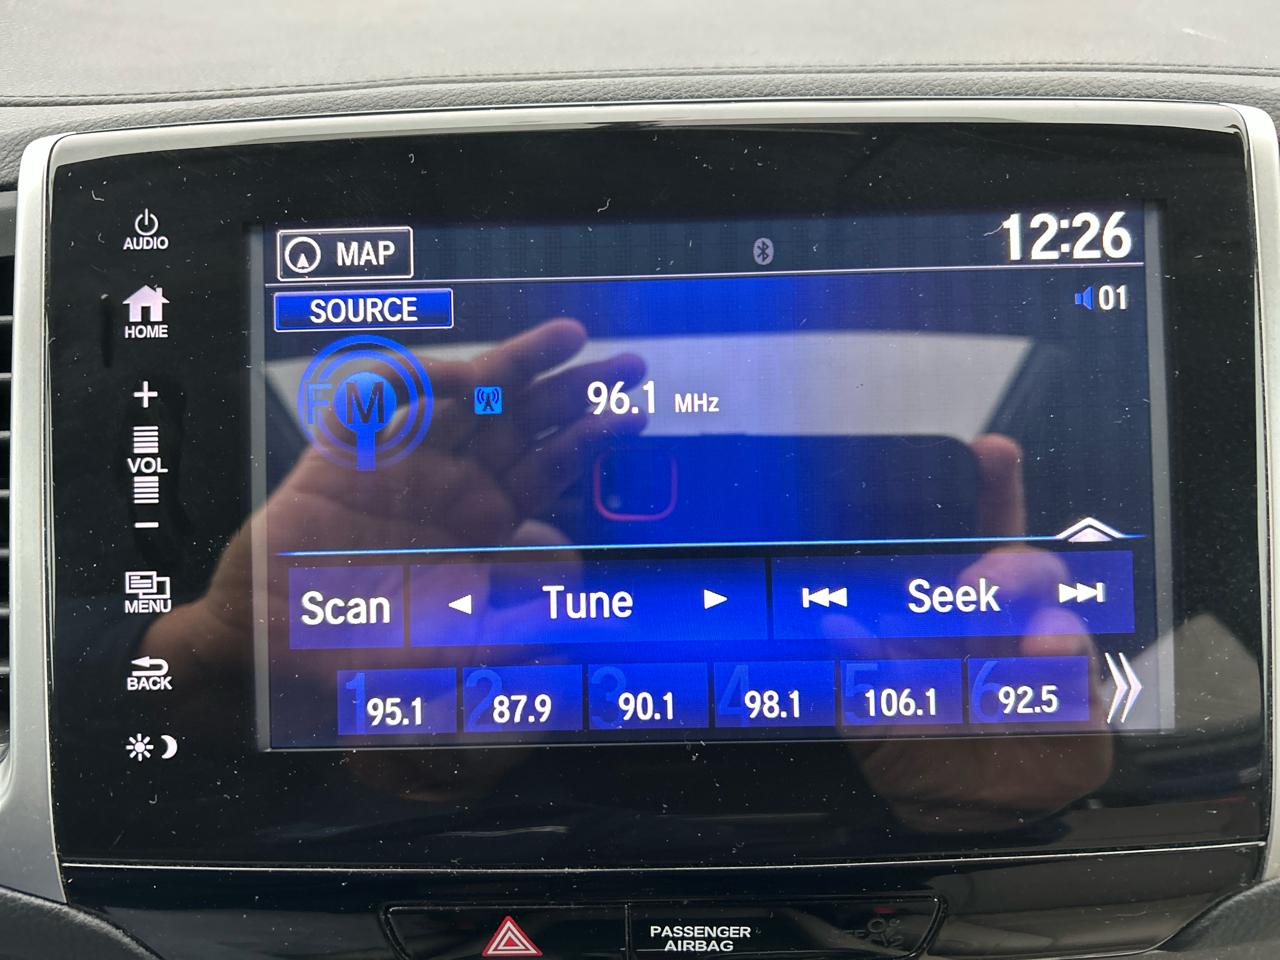 AUDIO
HOME
+
VOL
−
MENU
BACK
MAP
12:26
SOURCE
01
FM
96.1 MHz
Scan
Tune
Seek
1 95.1
2 87.9
3 90.1
4 98.1
5 106.1
6 92.5
PASSENGER
AIRBAG